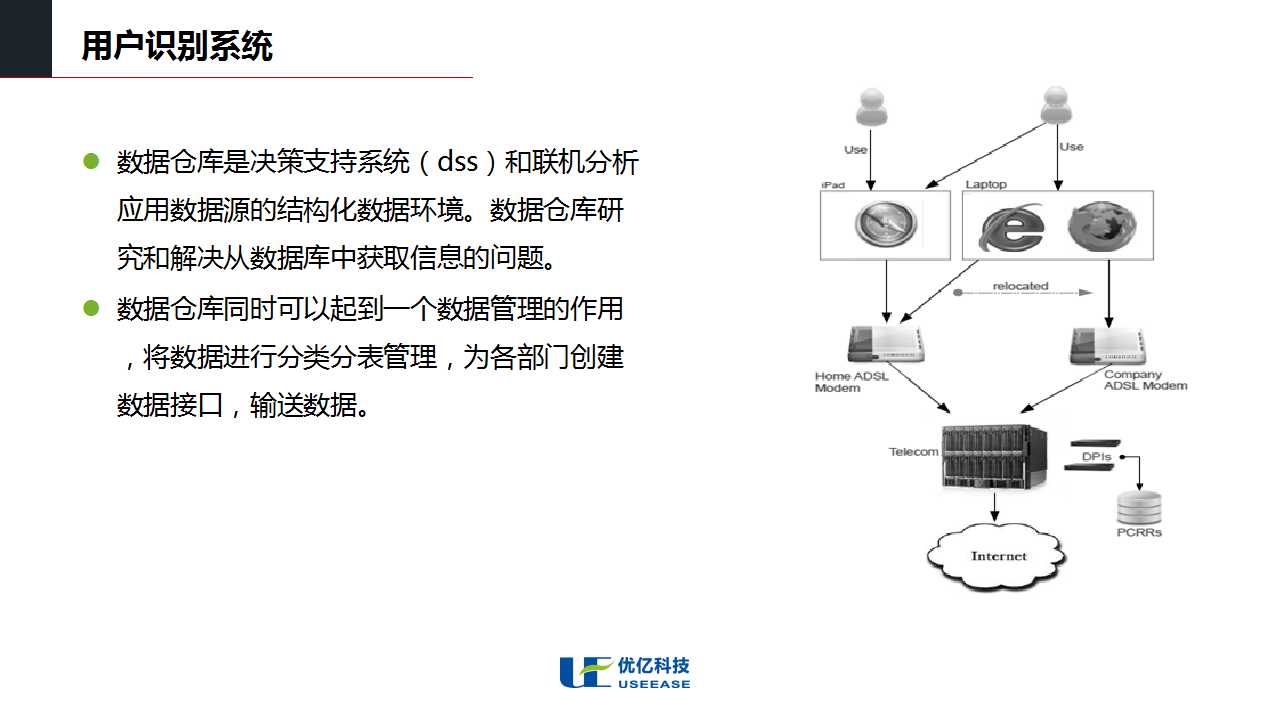 用户识别系统
数据仓库是决策支持系统（dss）和联机分析
应用数据源的结构化数据环境。数据仓库研
究和解决从数据库中获取信息的问题。
数据仓库同时可以起到一个数据管理的作用
，将数据进行分类分表管理，为各部门创建
数据接口，输送数据。
Use
Use
iPad
Laptop
relocated
Home ADSL
Modem
Company
ADSL Modem
Telecom
DPIs
PCRRs
Internet
优亿科技
USEEASE